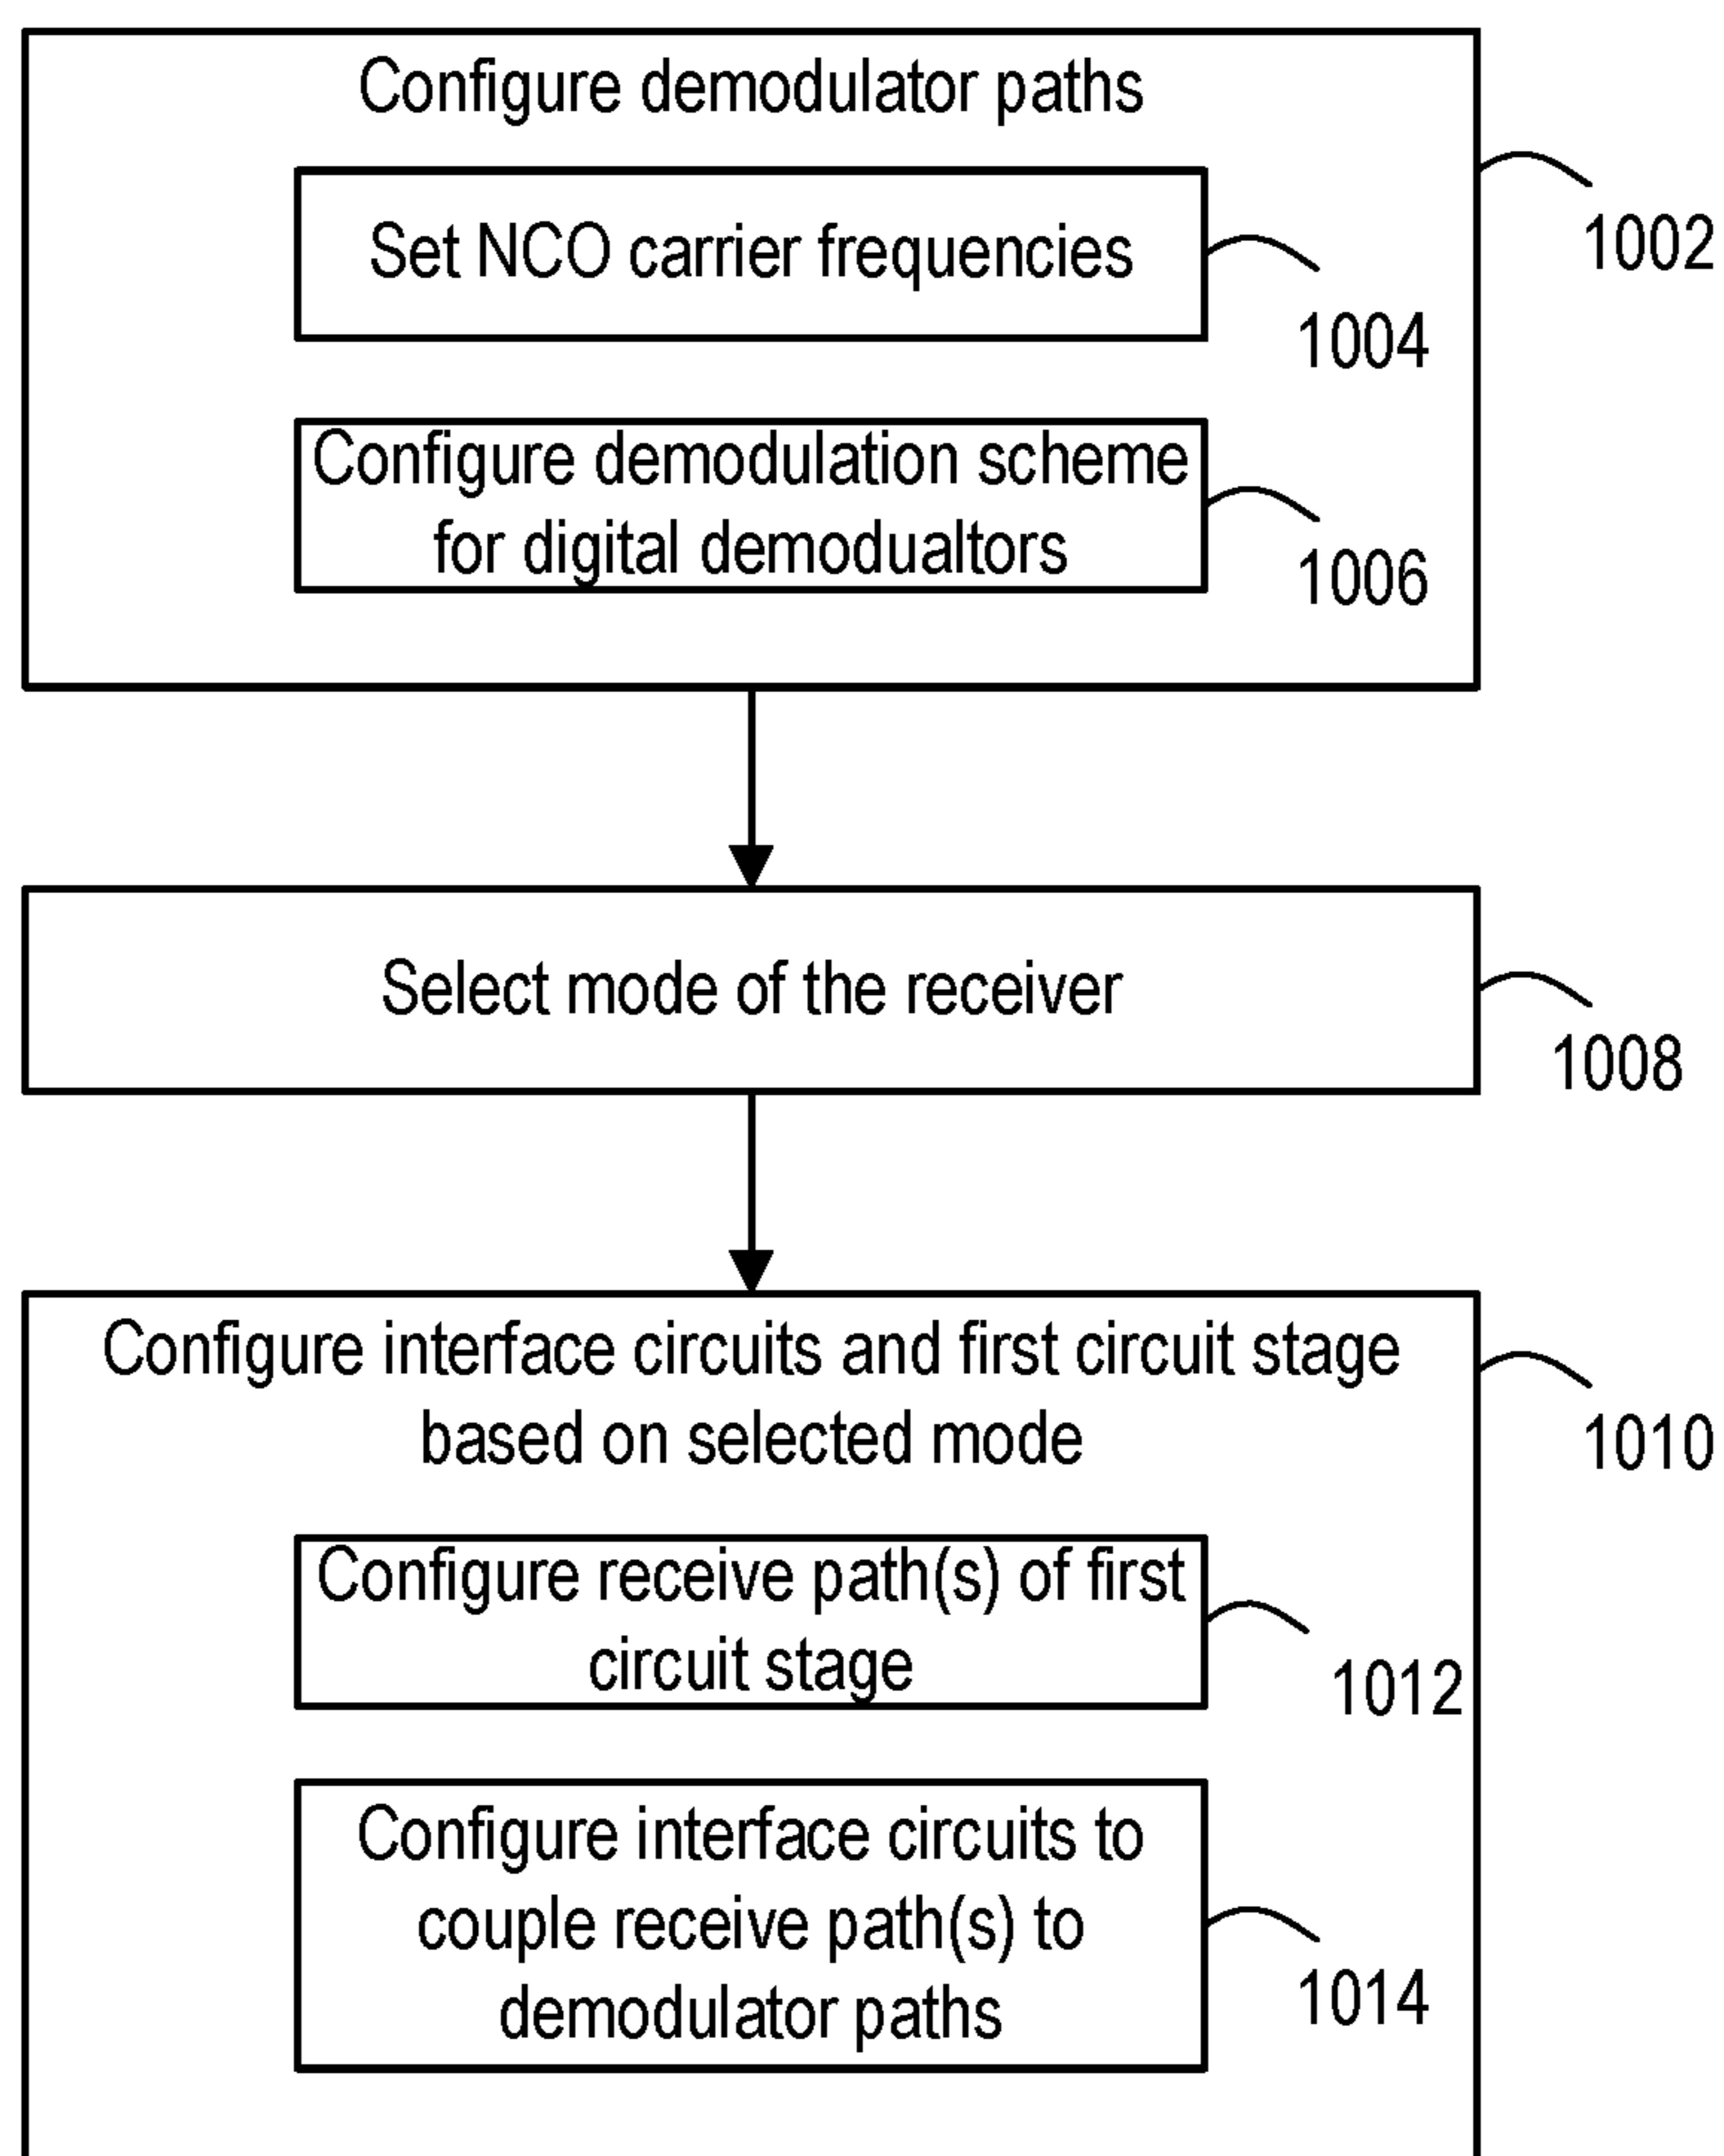 Configure demodulator paths
Set NCO carrier frequencies
1002
1004
Configure demodulation scheme
for digital demodualtors
1006
Select mode of the receiver
1008
Configure interface circuits and first circuit stage
based on selected mode
1010
Configure receive path(s) of first
circuit stage
1012
Configure interface circuits to
couple receive path(s) to
demodulator paths
1014